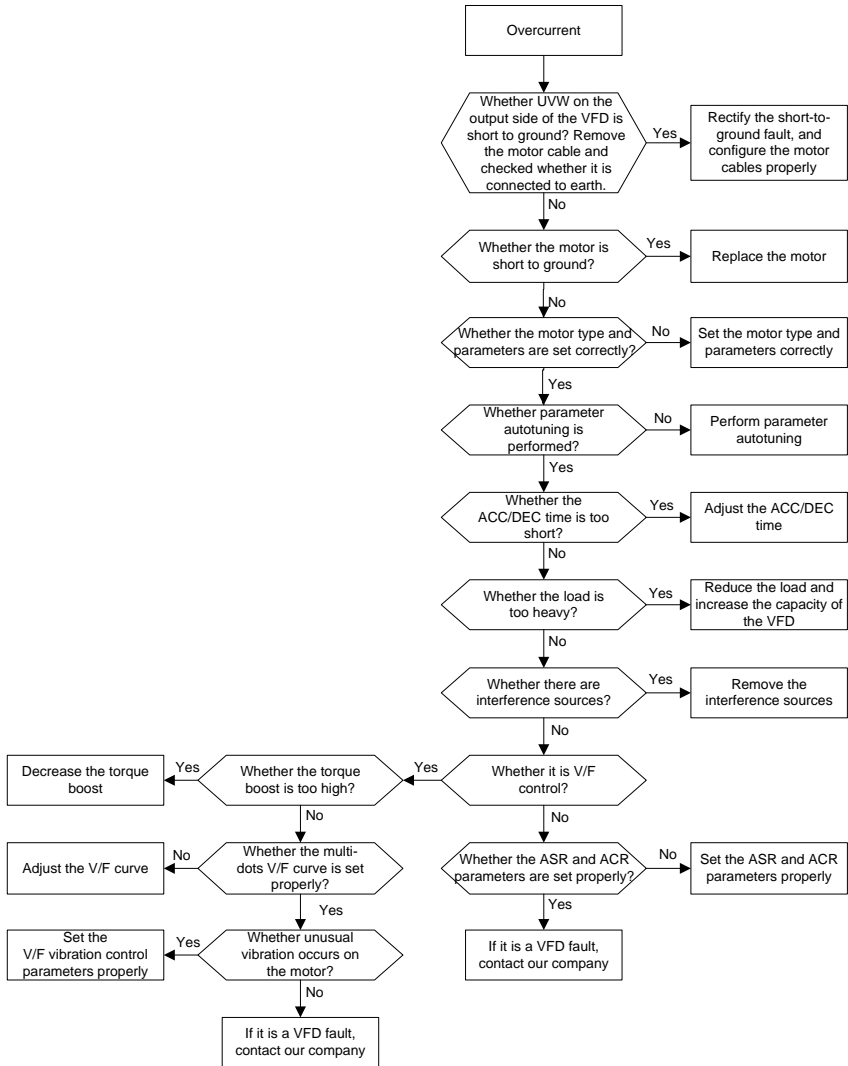 Overcurrent
Whether UVW on the
output side of the VFD is
short to ground? Remove
the motor cable and
checked whether it is
connected to earth.
Yes
Rectify the short-to-
ground fault, and
configure the motor
cables properly
No
Whether the motor is
short to ground?
Yes
Replace the motor
No
Whether the motor type and
parameters are set correctly?
No
Set the motor type and
parameters correctly
Yes
Whether parameter
autotuning is
performed?
No
Perform parameter
autotuning
Yes
Whether the
ACC/DEC time is too
short?
Yes
Adjust the ACC/DEC
time
No
Whether the load is
too heavy?
Yes
Reduce the load and
increase the capacity of
the VFD
No
Whether there are
interference sources?
Yes
Remove the
interference sources
No
Whether it is V/F
control?
Yes
Whether the torque
boost is too high?
Yes
Decrease the torque
boost
No
Whether the multi-
dots V/F curve is set
properly?
No
Adjust the V/F curve
Yes
Whether unusual
vibration occurs on
the motor?
Yes
Set the
V/F vibration control
parameters properly
No
If it is a VFD fault,
contact our company
No
Whether the ASR and ACR
parameters are set properly?
No
Set the ASR and ACR
parameters properly
Yes
If it is a VFD fault,
contact our company